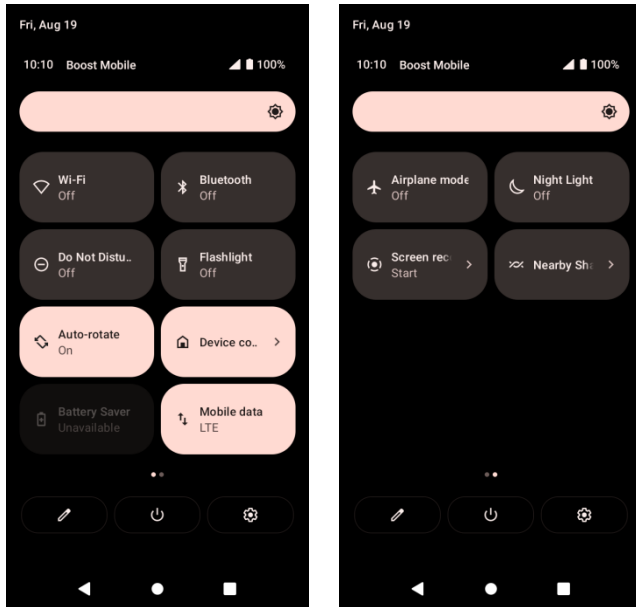 Fri, Aug 19
10:10 Boost Mobile 100%
Wi-Fi
Off
Bluetooth
Off
Do Not Distu..
Off
Flashlight
Off
Auto-rotate
On
Device co..
Battery Saver
Unavailable
Mobile data
LTE
Fri, Aug 19
10:10 Boost Mobile 100%
Airplane mode
Off
Night Light
Off
Screen rec
Start
Nearby Sh